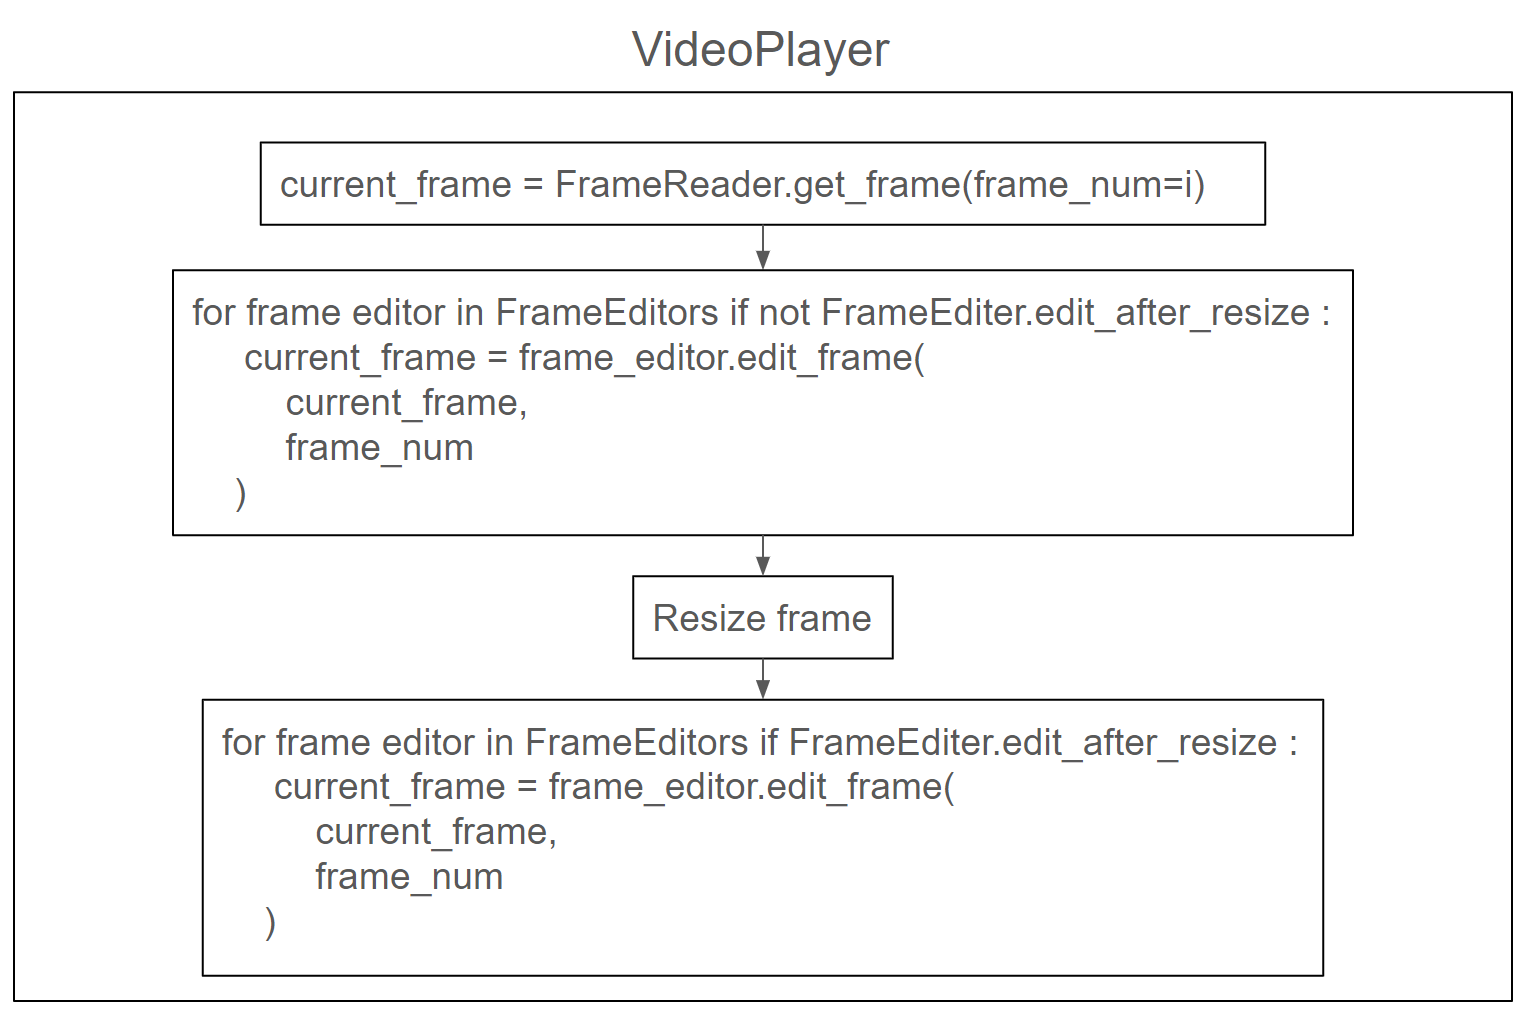 VideoPlayer
current_frame = FrameReader.get_frame(frame_num=i)
for frame editor in FrameEditors if not FrameEditer.edit_after_resize :
current_frame = frame_editor.edit_frame(
current_frame,
frame_num
)
Resize frame
for frame editor in FrameEditors if FrameEditer.edit_after_resize :
current_frame = frame_editor.edit_frame(
current_frame,
frame_num
)